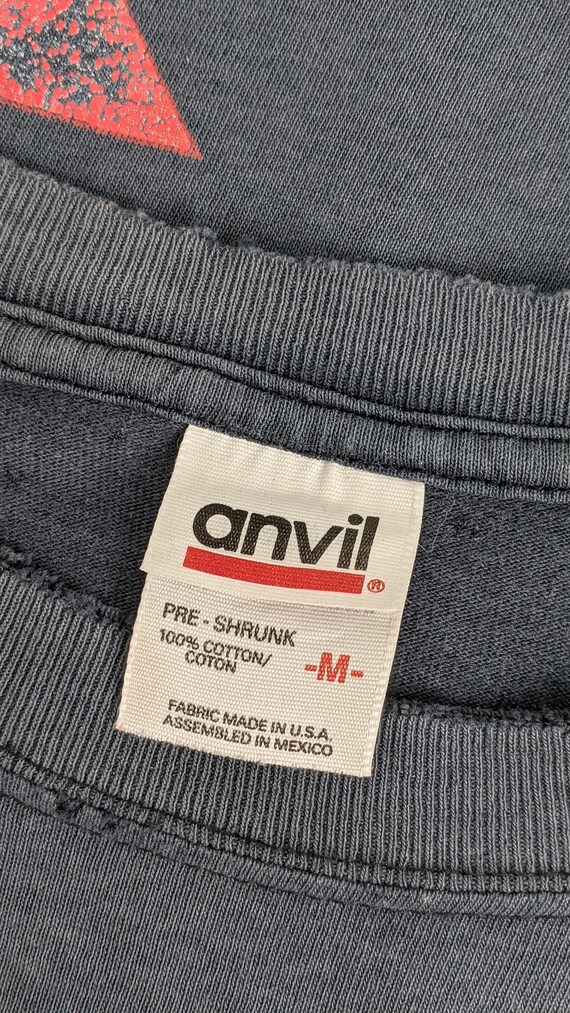 anvil®
PRE-SHRUNK
100% COTTON/
COTON
-M-
FABRIC MADE IN U.S.A.
ASSEMBLED IN MEXICO